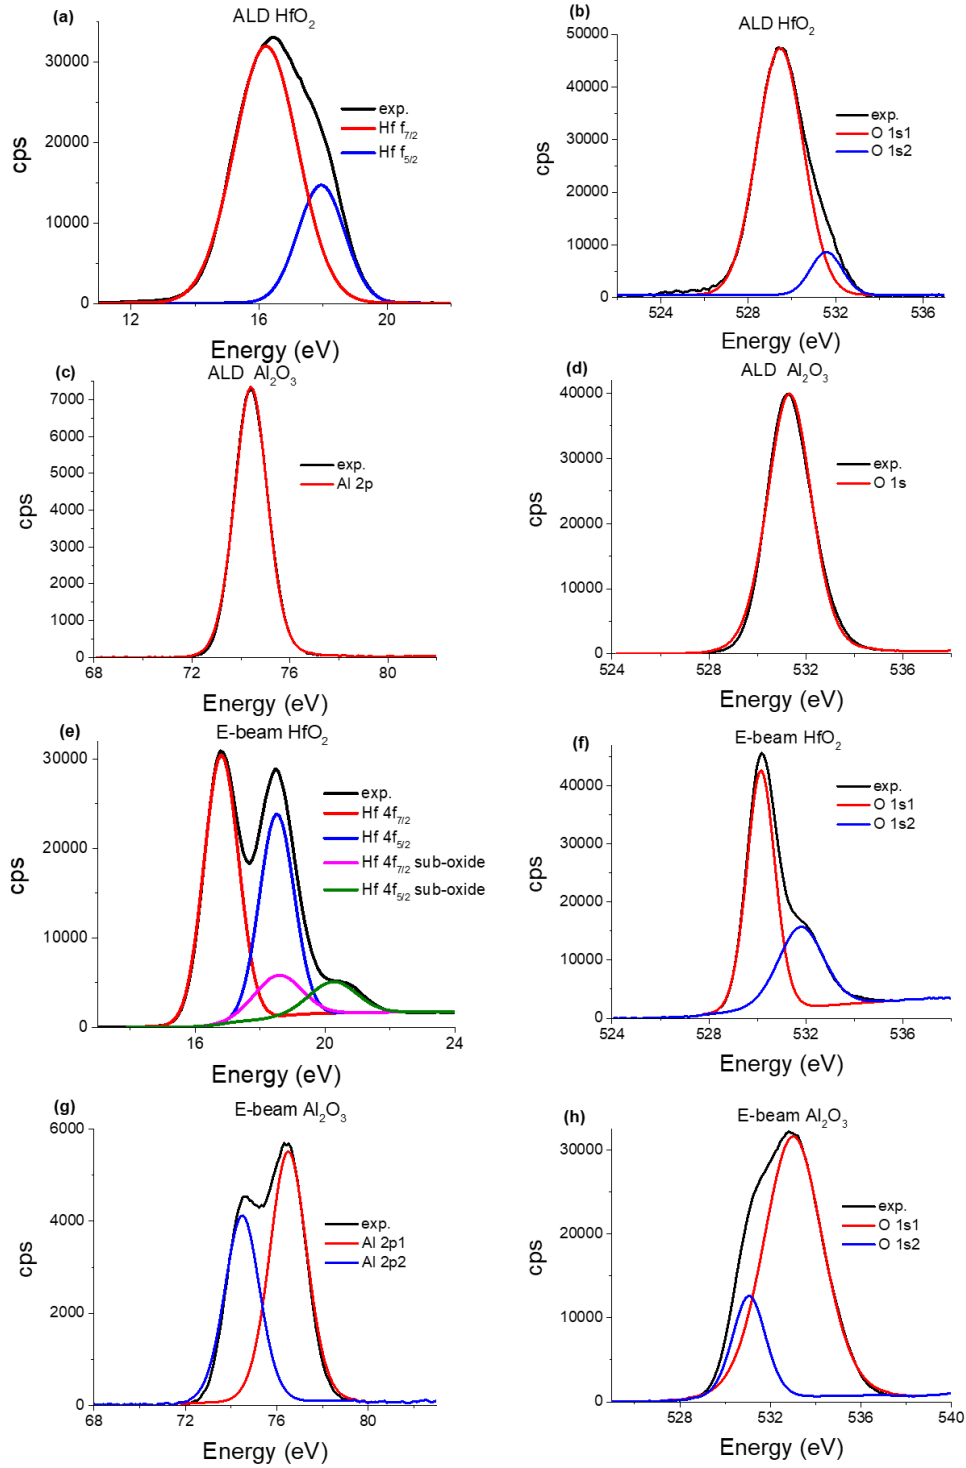 (a)
ALD HfO₂
30000
20000
10000
0
cps
exp.
Hf f₇/₂
Hf f₅/₂
12 16 20
Energy (eV)
(b)
ALD HfO₂
50000
40000
30000
20000
10000
0
cps
exp.
O 1s1
O 1s2
524 528 532 536
Energy (eV)
(c)
ALD Al₂O₃
7000
6000
5000
4000
3000
2000
1000
0
cps
exp.
Al 2p
68 72 76 80
Energy (eV)
(d)
ALD Al₂O₃
40000
30000
20000
10000
0
cps
exp.
O 1s
524 528 532 536
Energy (eV)
(e)
E-beam HfO₂
30000
20000
10000
0
cps
exp.
Hf 4f₇/₂
Hf 4f₅/₂
Hf 4f₇/₂ sub-oxide
Hf 4f₅/₂ sub-oxide
16 20 24
Energy (eV)
(f)
E-beam HfO₂
40000
30000
20000
10000
0
cps
exp.
O 1s1
O 1s2
524 528 532 536
Energy (eV)
(g)
E-beam Al₂O₃
6000
4000
2000
0
cps
exp.
Al 2p1
Al 2p2
68 72 76 80
Energy (eV)
(h)
E-beam Al₂O₃
30000
20000
10000
0
cps
exp.
O 1s1
O 1s2
528 532 536 540
Energy (eV)